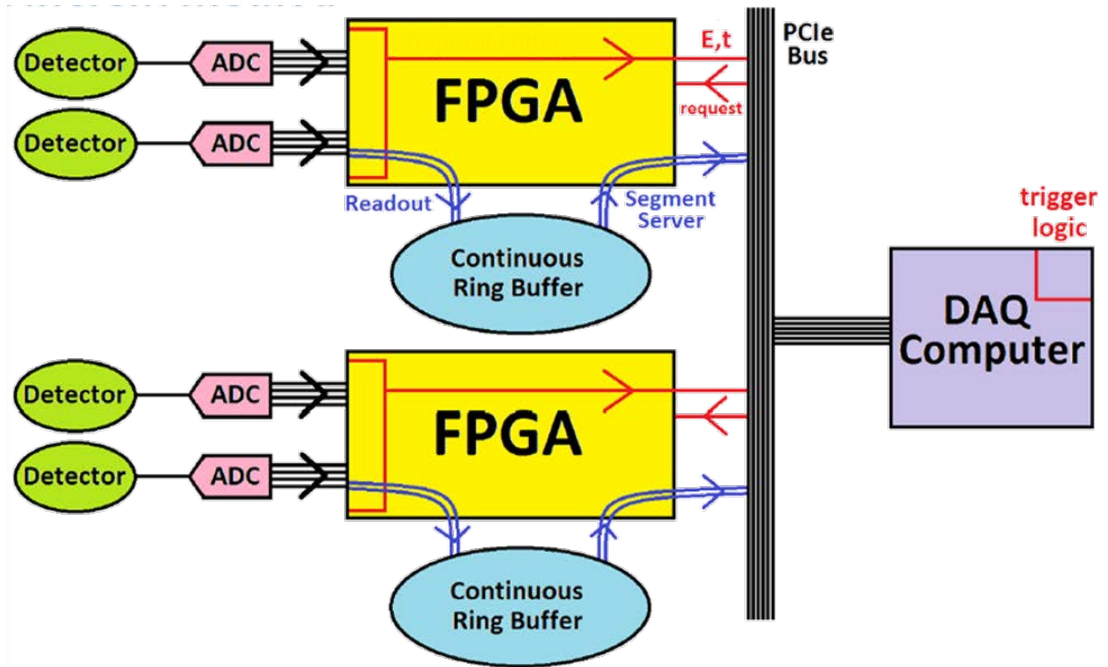 Detector
ADC
E,t
PCIe
Bus
FPGA
request
Detector
ADC
Readout
Segment
Server
trigger
logic
Continuous
Ring Buffer
DAQ
Computer
Detector
ADC
FPGA
Detector
ADC
Continuous
Ring Buffer